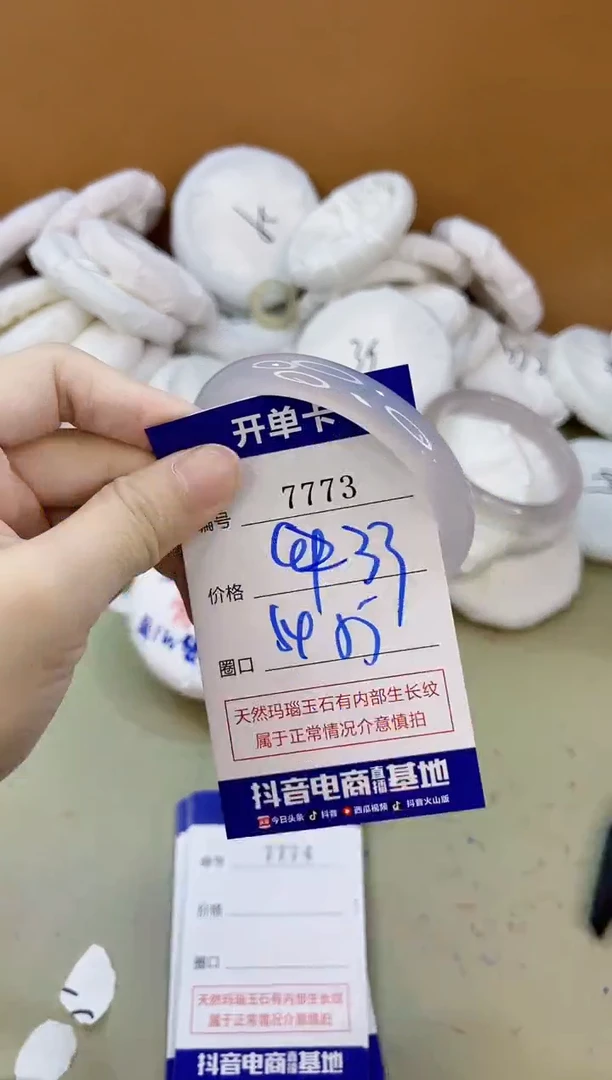 开单卡
编号 7773
价格
圈口
天然玛瑙玉石有内部生长纹
属于正常情况介意慎拍
抖音电商直播基地
今日头条 抖音 西瓜视频 抖音火山版
7774
价格
圈口
天然玛瑙玉石有内部生长纹
属于正常情况介意慎拍
抖音电商直播基地